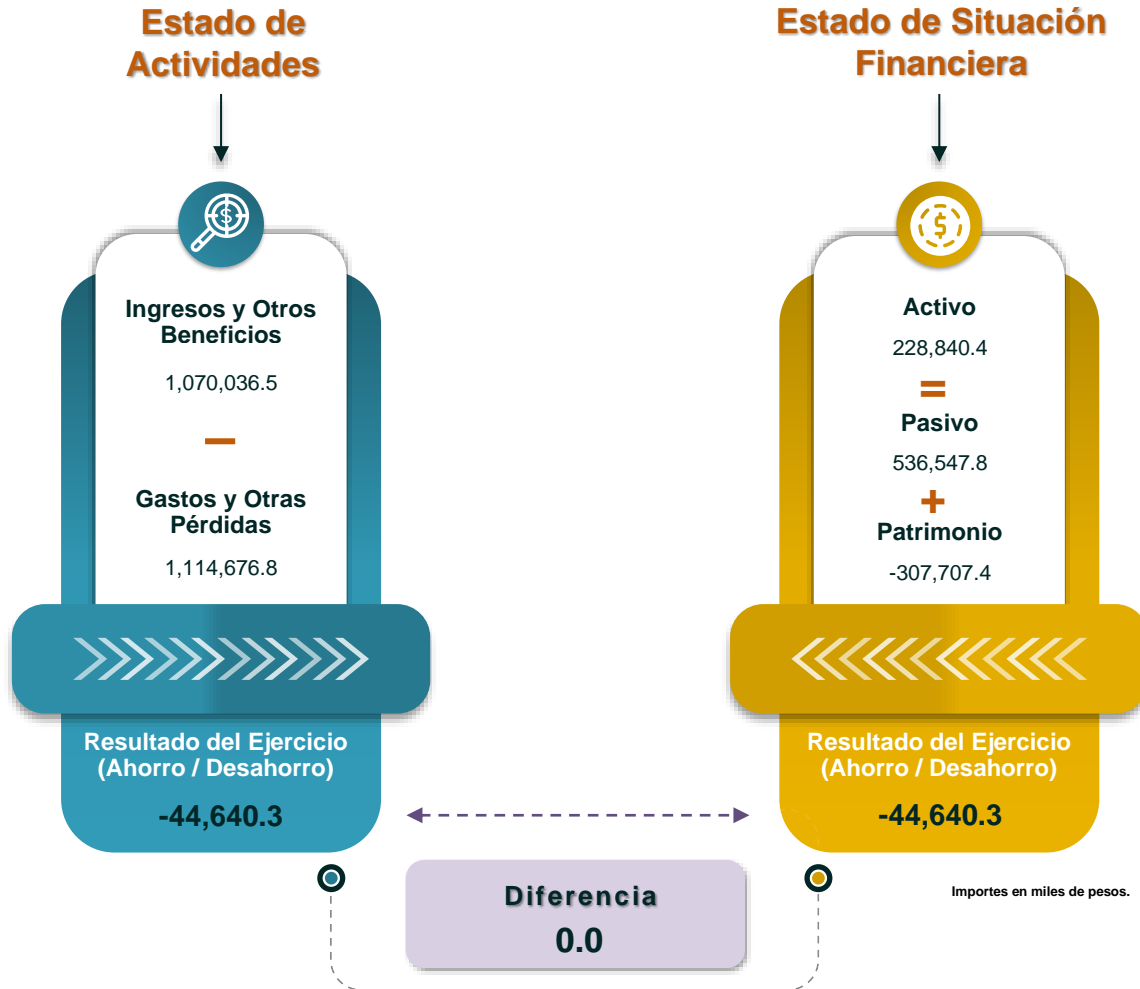 Estado de
Actividades
Ingresos y Otros
Beneficios
1,070,036.5
–
Gastos y Otras
Pérdidas
1,114,676.8
Resultado del Ejercicio
(Ahorro / Desahorro)
-44,640.3
Estado de Situación
Financiera
Activo
228,840.4
=
Pasivo
536,547.8
+
Patrimonio
-307,707.4
Resultado del Ejercicio
(Ahorro / Desahorro)
-44,640.3
Diferencia
0.0
Importes en miles de pesos.